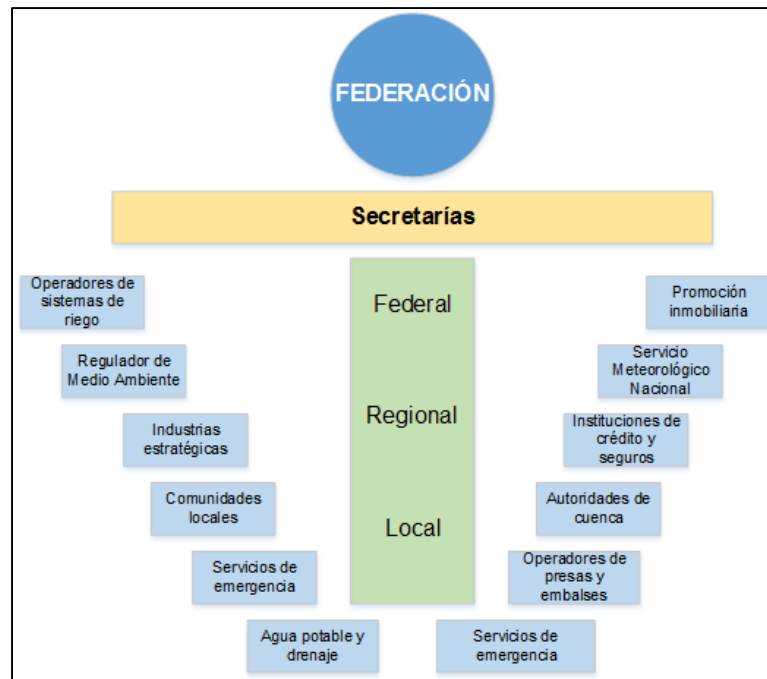 FEDERACIÓN
Secretarías
Operadores de
sistemas de
riego
Regulador de
Medio Ambiente
Industrias
estratégicas
Comunidades
locales
Servicios de
emergencia
Agua potable y
drenaje
Federal
Regional
Local
Promoción
inmobiliaria
Servicio
Meteorológico
Nacional
Instituciones de
crédito y
seguros
Autoridades de
cuenca
Operadores de
presas y
embalses
Servicios de
emergencia